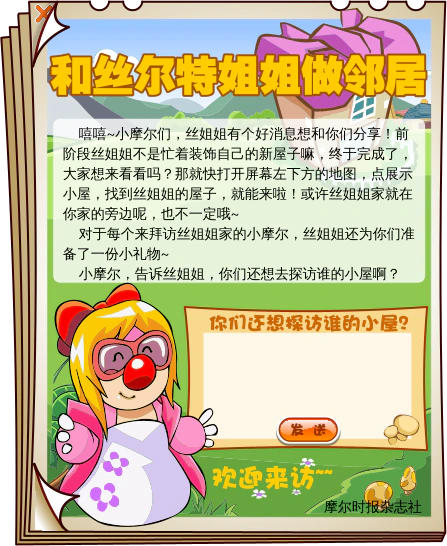 和丝尔特姐姐做邻居
嘻嘻~小摩尔们，丝姐姐有个好消息想和你们分享！前
阶段丝姐姐不是忙着装饰自己的新屋子嘛，终于完成了，
大家想来看看吗？那就快打开屏幕左下方的地图，点展示
小屋，找到丝姐姐的屋子，就能来啦！或许丝姐姐家就在
你家的旁边呢，也不一定哦~
对于每个来拜访丝姐姐家的小摩尔，丝姐姐还为你们准
备了一份小礼物~
小摩尔，告诉丝姐姐，你们还想去探访谁的小屋啊？
你们还想探访谁的小屋？
发 送
欢迎来访~~
摩尔时报杂志社